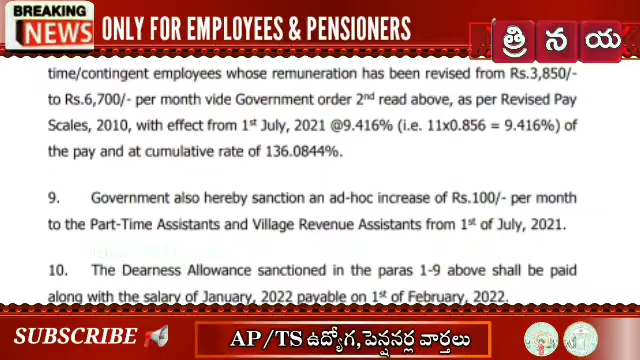 BREAKING
NEWS
ONLY FOR EMPLOYEES & PENSIONERS
త్రి న య
time/contingent employees whose remuneration has been revised from Rs.3,850/-
to Rs.6,700/- per month vide Government order 2nd read above, as per Revised Pay
Scales, 2010, with effect from 1st July, 2021 @9.416% (i.e. 11x0.856 = 9.416%) of
the pay and at cumulative rate of 136.0844%.
9. Government also hereby sanction an ad-hoc increase of Rs.100/- per month
to the Part-Time Assistants and Village Revenue Assistants from 1st of July, 2021.
10. The Dearness Allowance sanctioned in the paras 1-9 above shall be paid
along with the salary of January, 2022 payable on 1st of February, 2022.
SUBSCRIBE
AP/TS ఉద్యోగ,పెన్షనర్ల వార్తలు